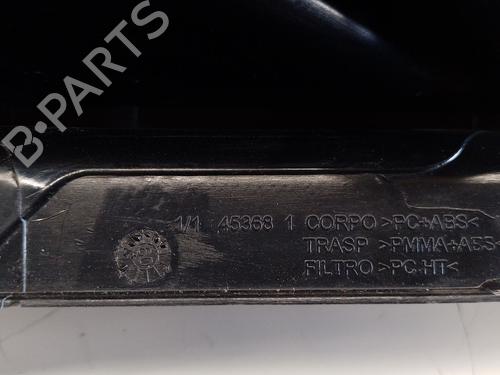 B-PARTS
1/1 45368 1 CORPO >PC+ABS<
TRASP >PMMA+ABS
FILTRO >PC-HT<